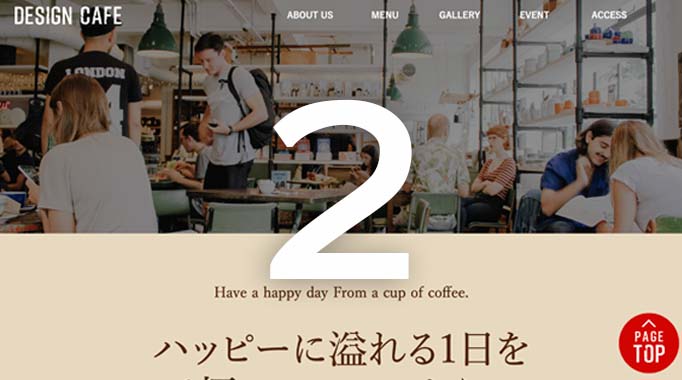 DESIGN CAFE
ABOUT US
MENU
GALLERY
EVENT
ACCESS
LONDON
4
2
Have a happy day From a cup of coffee.
ハッピーに溢れる1日を
PAGE
TOP